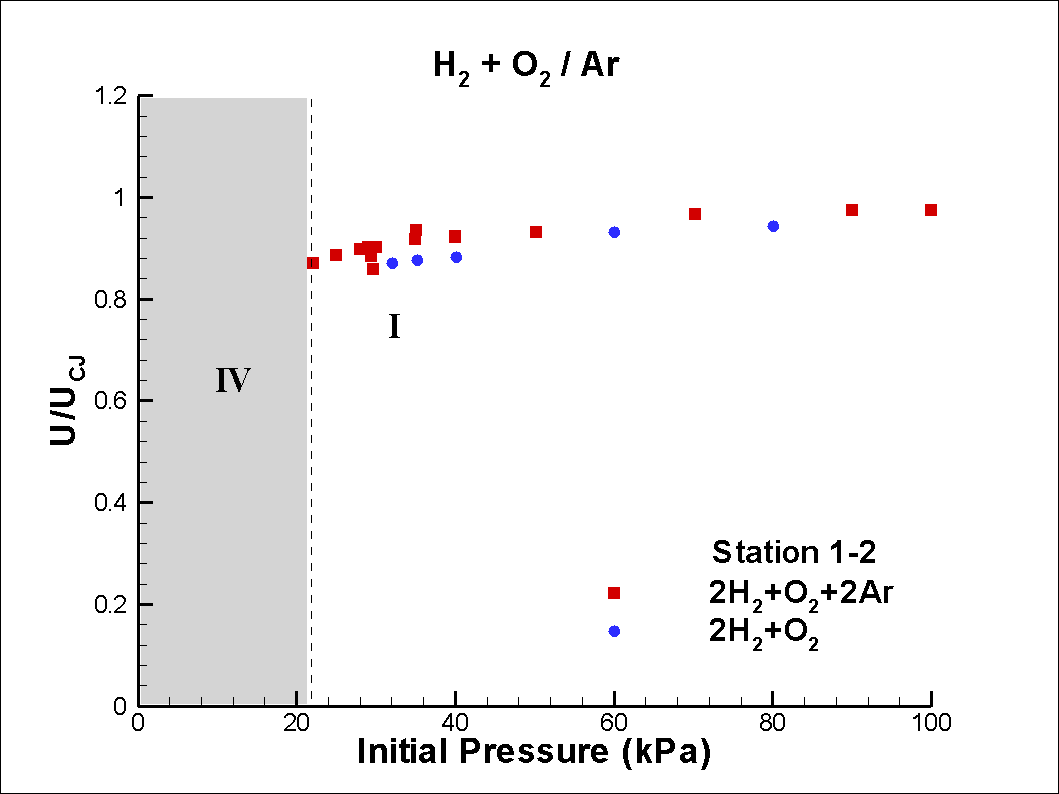 H₂ + O₂ / Ar
1.2
1
0.8
0.6
0.4
0.2
0
U/U_CJ
IV
I
Station 1-2
2H₂+O₂+2Ar
2H₂+O₂
0 20 40 60 80 100
Initial Pressure (kPa)